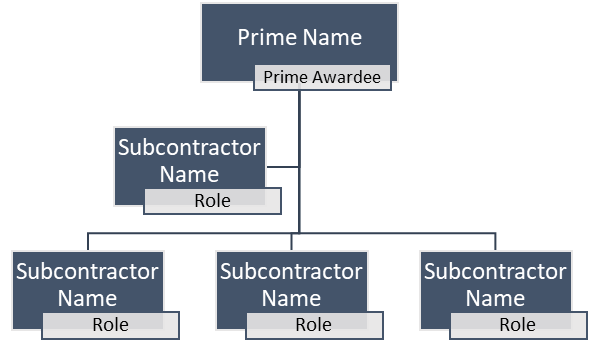 Prime Name
Prime Awardee
Subcontractor
Name
Role
Subcontractor
Name
Role
Subcontractor
Name
Role
Subcontractor
Name
Role